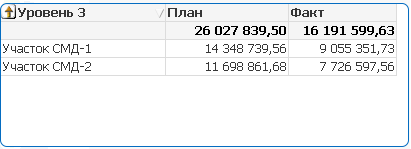 Уровень 3 План Факт
26 027 839,50 16 191 599,63
Участок СМД-1 14 348 739,56 9 055 351,73
Участок СМД-2 11 698 861,68 7 726 597,56